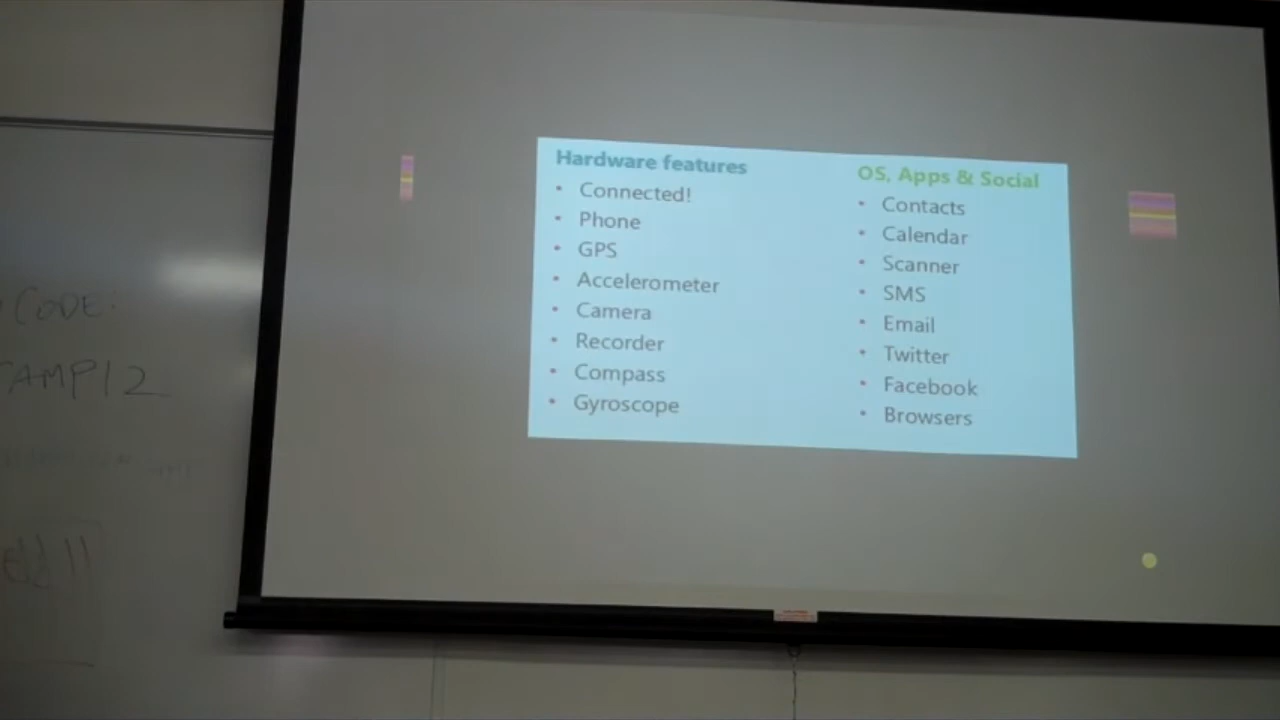 Hardware features
• Connected!
• Phone
• GPS
• Accelerometer
• Camera
• Recorder
• Compass
• Gyroscope
OS, Apps & Social
• Contacts
• Calendar
• Scanner
• SMS
• Email
• Twitter
• Facebook
• Browsers
CODE:
AMP12